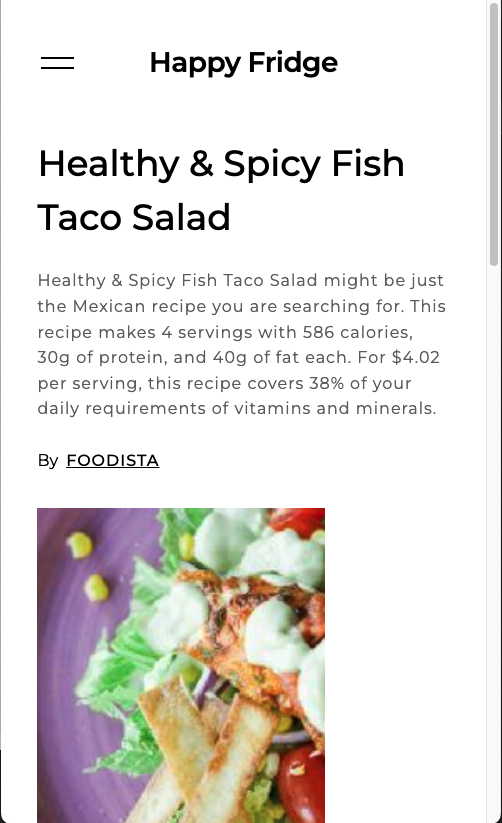 Happy Fridge
Healthy & Spicy Fish
Taco Salad
Healthy & Spicy Fish Taco Salad might be just
the Mexican recipe you are searching for. This
recipe makes 4 servings with 586 calories,
30g of protein, and 40g of fat each. For $4.02
per serving, this recipe covers 38% of your
daily requirements of vitamins and minerals.
By FOODISTA